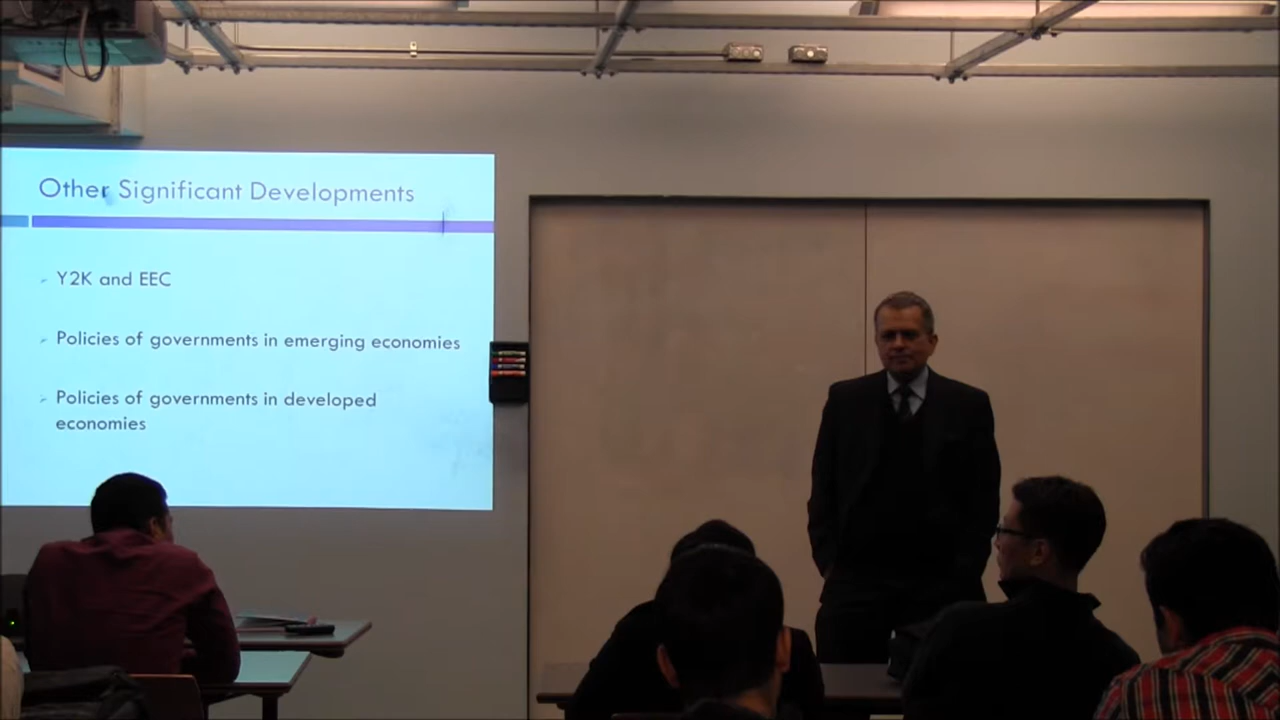 Other Significant Developments
Y2K and EEC
Policies of governments in emerging economies
Policies of governments in developed
economies